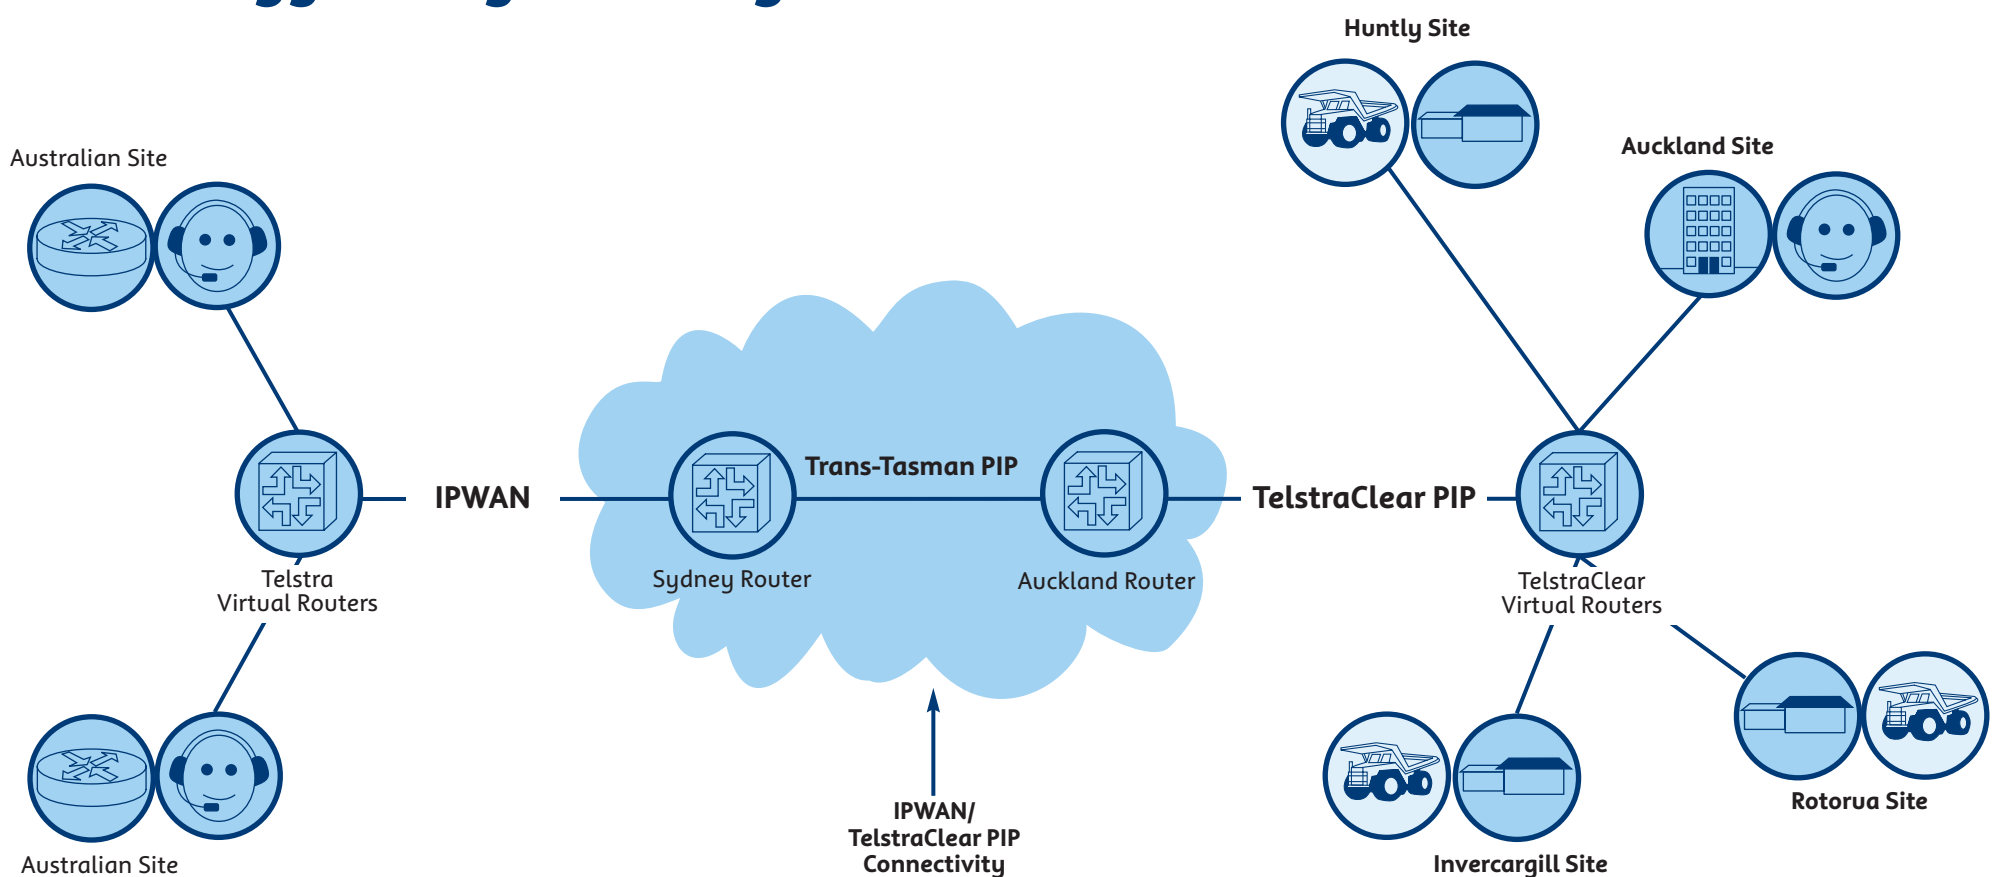 Huntly Site
Auckland Site
Australian Site
Trans-Tasman PIP
IPWAN
TelstraClear PIP
Telstra
Virtual Routers
Sydney Router
Auckland Router
TelstraClear
Virtual Routers
Rotorua Site
IPWAN/
TelstraClear PIP
Connectivity
Australian Site
Invercargill Site